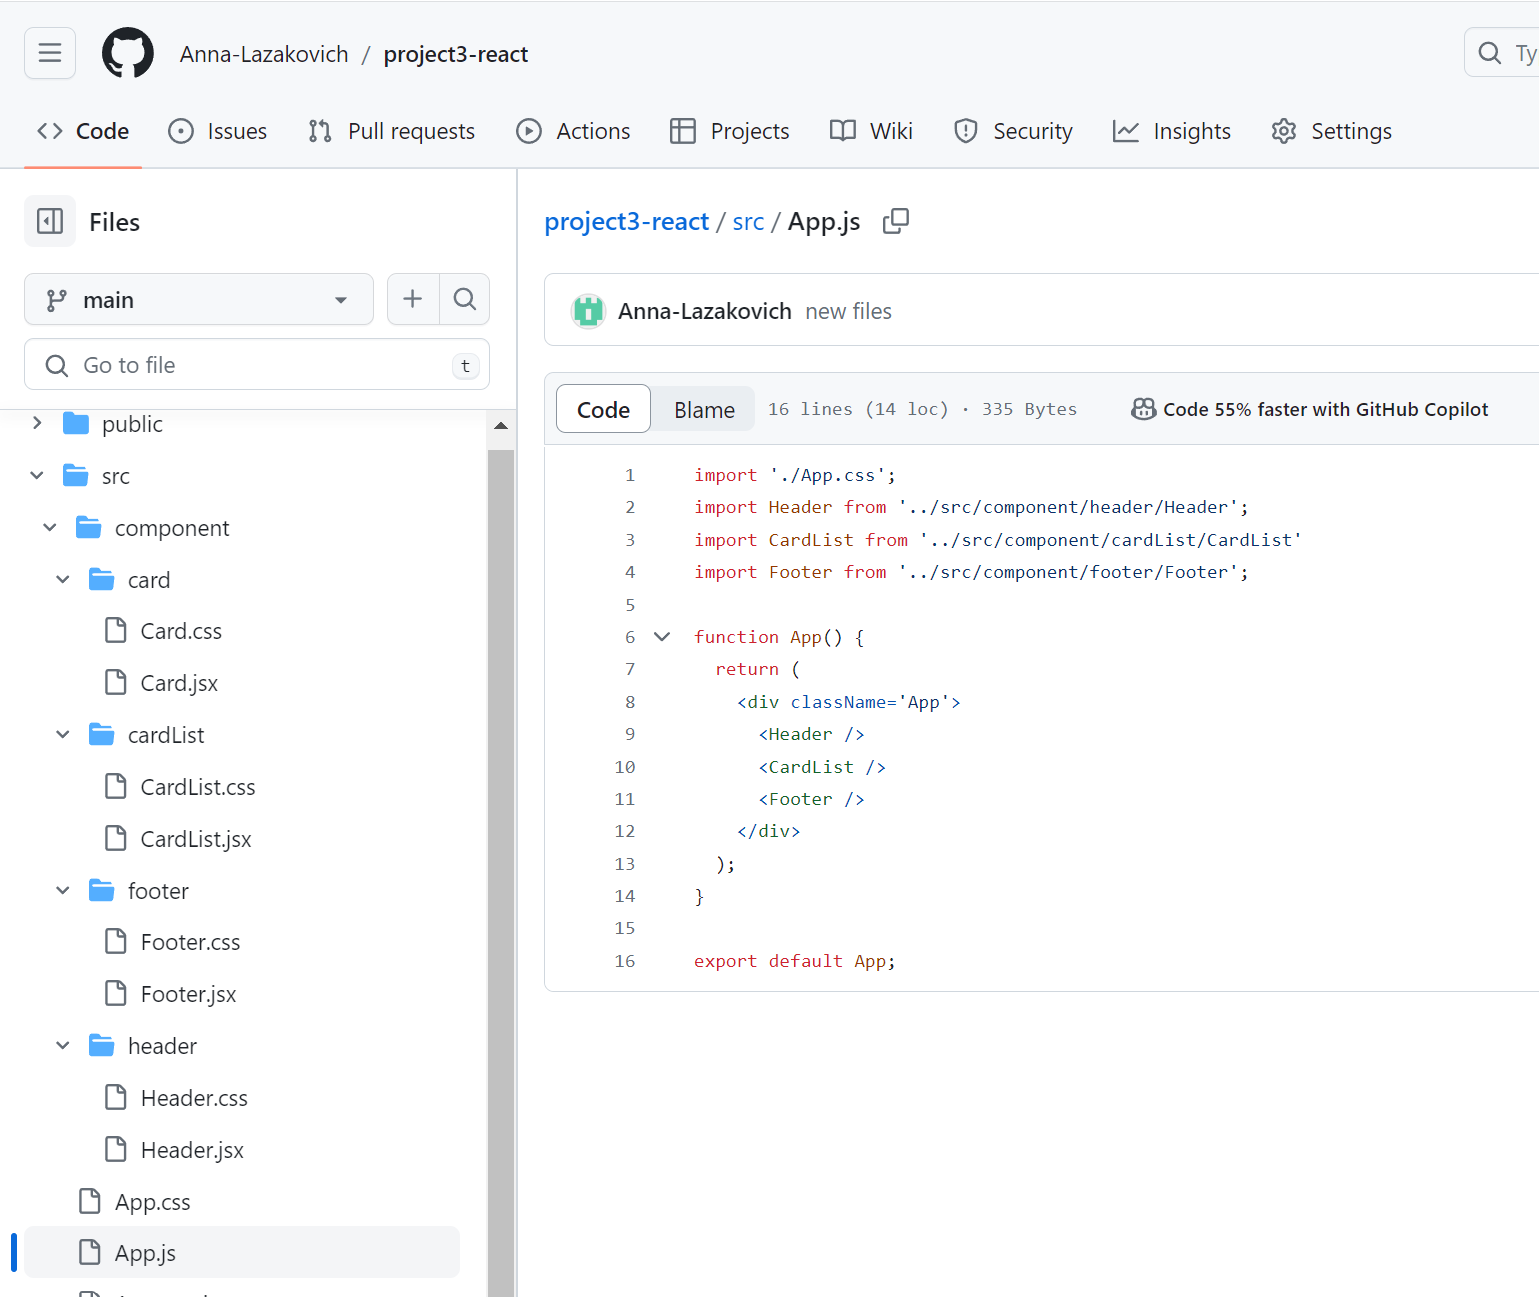 Anna-Lazakovich / project3-react
Ty
Code Issues Pull requests Actions Projects Wiki Security Insights Settings
Files
main
Go to file t
public
src
component
card
Card.css
Card.jsx
cardList
CardList.css
CardList.jsx
footer
Footer.css
Footer.jsx
header
Header.css
Header.jsx
App.css
App.js
project3-react / src / App.js
Anna-Lazakovich new files
Code Blame 16 lines (14 loc) · 335 Bytes Code 55% faster with GitHub Copilot
1 import './App.css';
2 import Header from '../src/component/header/Header';
3 import CardList from '../src/component/cardList/CardList'
4 import Footer from '../src/component/footer/Footer';
5
6 function App() {
7 return (
8 <div className='App'>
9 <Header />
10 <CardList />
11 <Footer />
12 </div>
13 );
14 }
15
16 export default App;